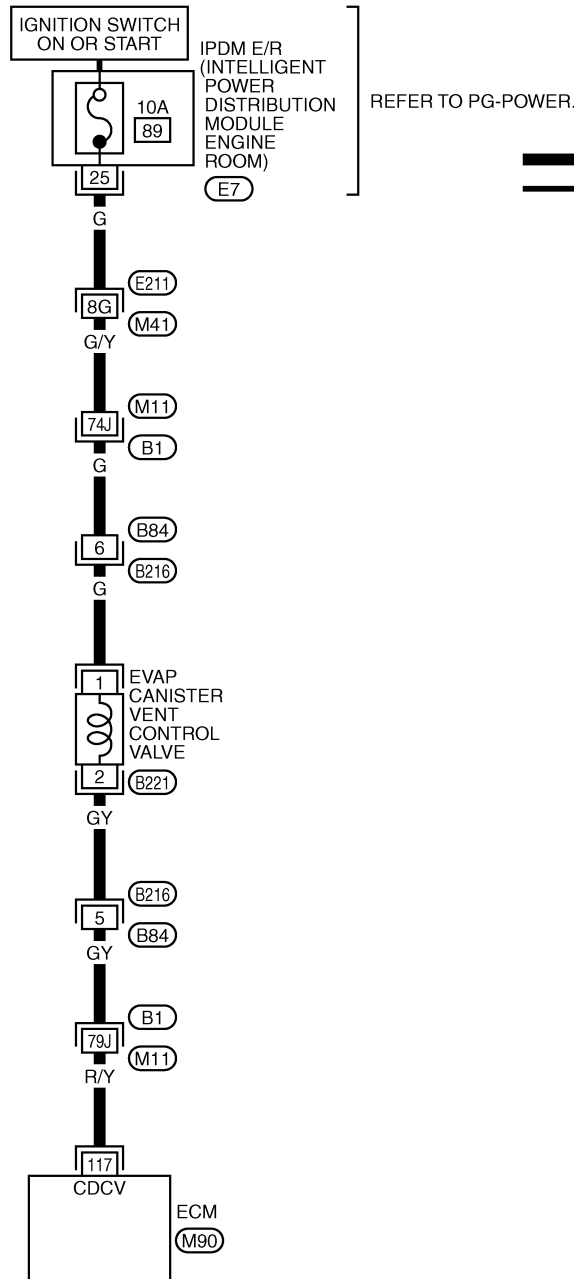 IGNITION SWITCH
ON OR START
IPDM E/R
(INTELLIGENT
POWER
DISTRIBUTION
MODULE
ENGINE
ROOM)
10A
89
REFER TO PG-POWER.
25
E7
G
E211
8G
M41
G/Y
M11
74J
B1
G
B84
6
B216
G
1
EVAP
CANISTER
VENT
CONTROL
VALVE
2
B221
GY
B216
5
B84
GY
B1
79J
M11
R/Y
117
CDCV
ECM
M90